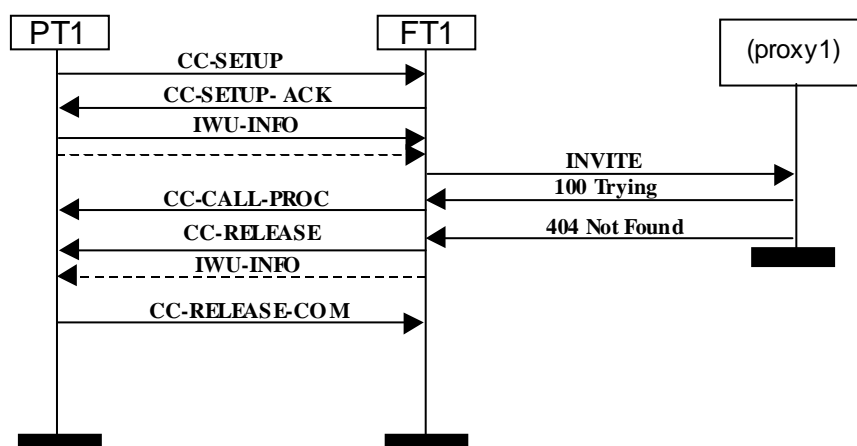 PT1
FT1
(proxy1)
CC-SETUP
CC-SETUP- ACK
IWU-INFO
INVITE
100 Trying
CC-CALL-PROC
404 Not Found
CC-RELEASE
IWU-INFO
CC-RELEASE-COM